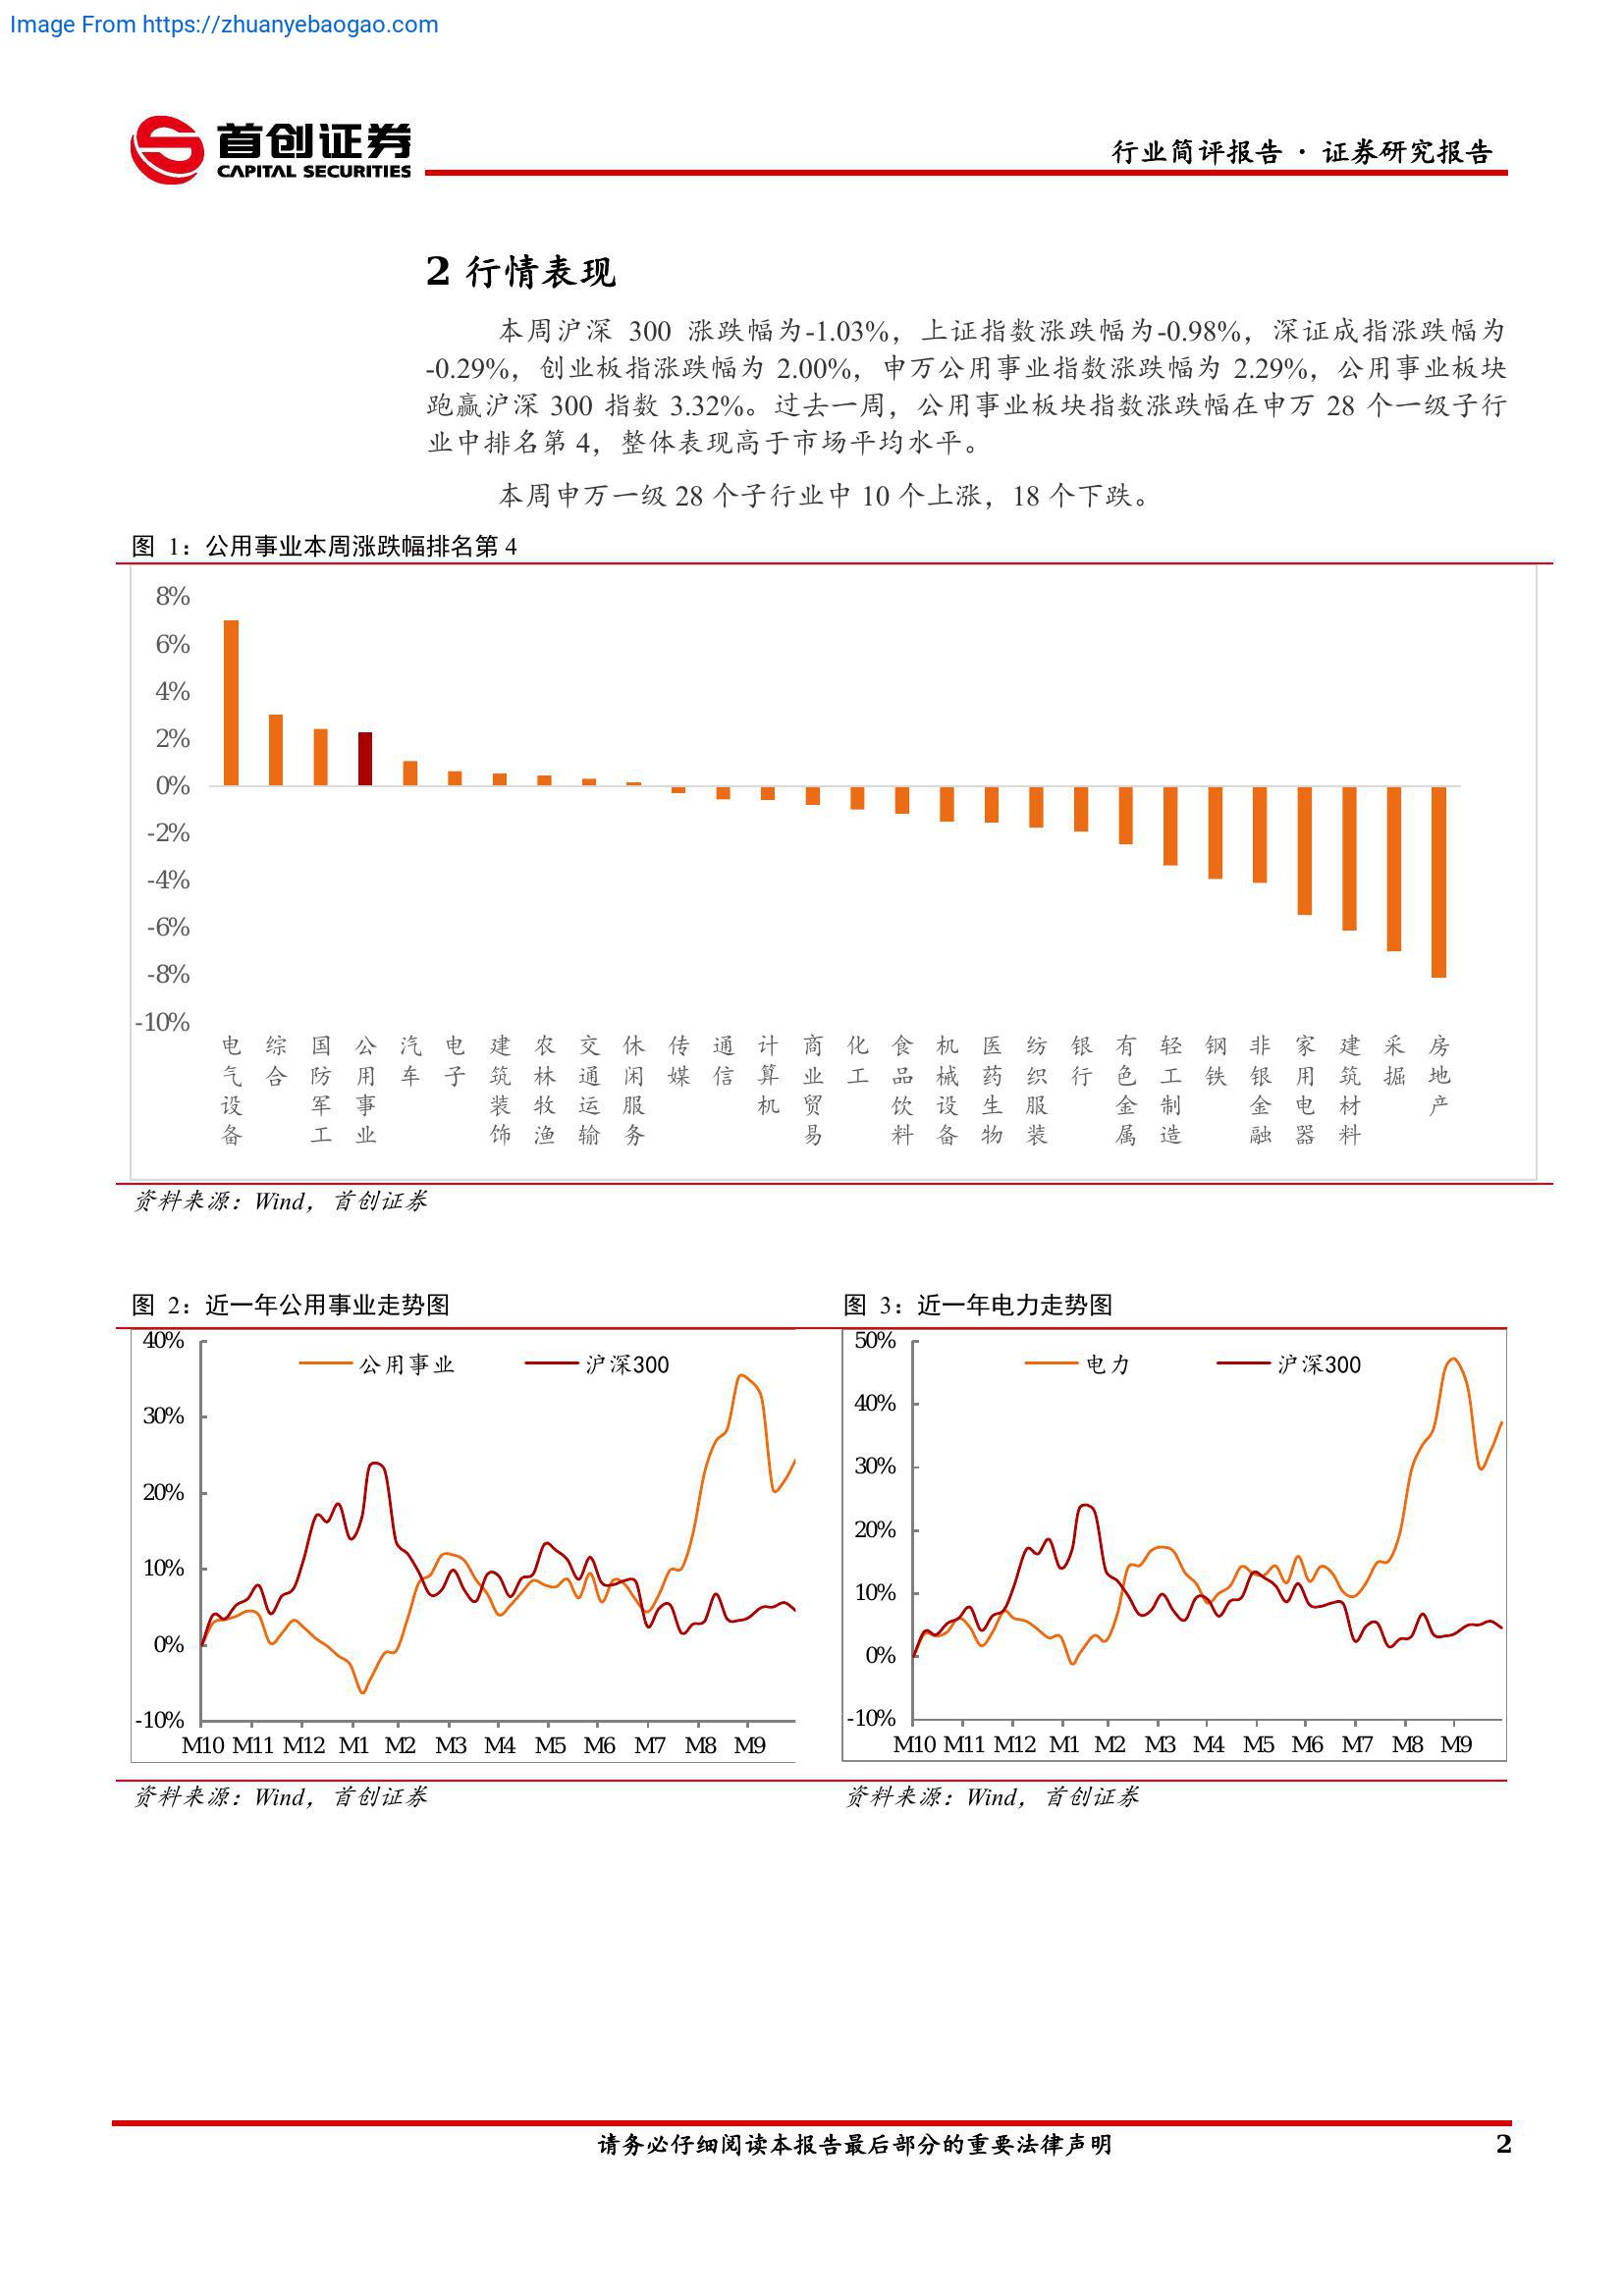 Image From https://zhuanyebaogao.com
首创证券
CAPITAL SECURITIES
行业简评报告 · 证券研究报告
2 行情表现
本周沪深 300 涨跌幅为-1.03%，上证指数涨跌幅为-0.98%，深证成指涨跌幅为
-0.29%，创业板指涨跌幅为 2.00%，申万公用事业指数涨跌幅为 2.29%，公用事业板块
跑赢沪深 300 指数 3.32%。过去一周，公用事业板块指数涨跌幅在申万 28 个一级子行
业中排名第 4，整体表现高于市场平均水平。
本周申万一级 28 个子行业中 10 个上涨，18 个下跌。
图 1：公用事业本周涨跌幅排名第 4
8%
6%
4%
2%
0%
-2%
-4%
-6%
-8%
-10%
电气设备
综合
国防军工
公用事业
汽车
电子
建筑装饰
农林牧渔
交通运输
休闲服务
传媒
通信
计算机
商业贸易
化工
食品饮料
机械设备
医药生物
纺织服装
银行
有色金属
轻工制造
钢铁
非银金融
家用电器
建筑材料
采掘
房地产
资料来源：Wind，首创证券
图 2：近一年公用事业走势图
40%
30%
20%
10%
0%
-10%
公用事业 沪深300
M10 M11 M12 M1 M2 M3 M4 M5 M6 M7 M8 M9
资料来源：Wind，首创证券
图 3：近一年电力走势图
50%
40%
30%
20%
10%
0%
-10%
电力 沪深300
M10 M11 M12 M1 M2 M3 M4 M5 M6 M7 M8 M9
资料来源：Wind，首创证券
请务必仔细阅读本报告最后部分的重要法律声明 2